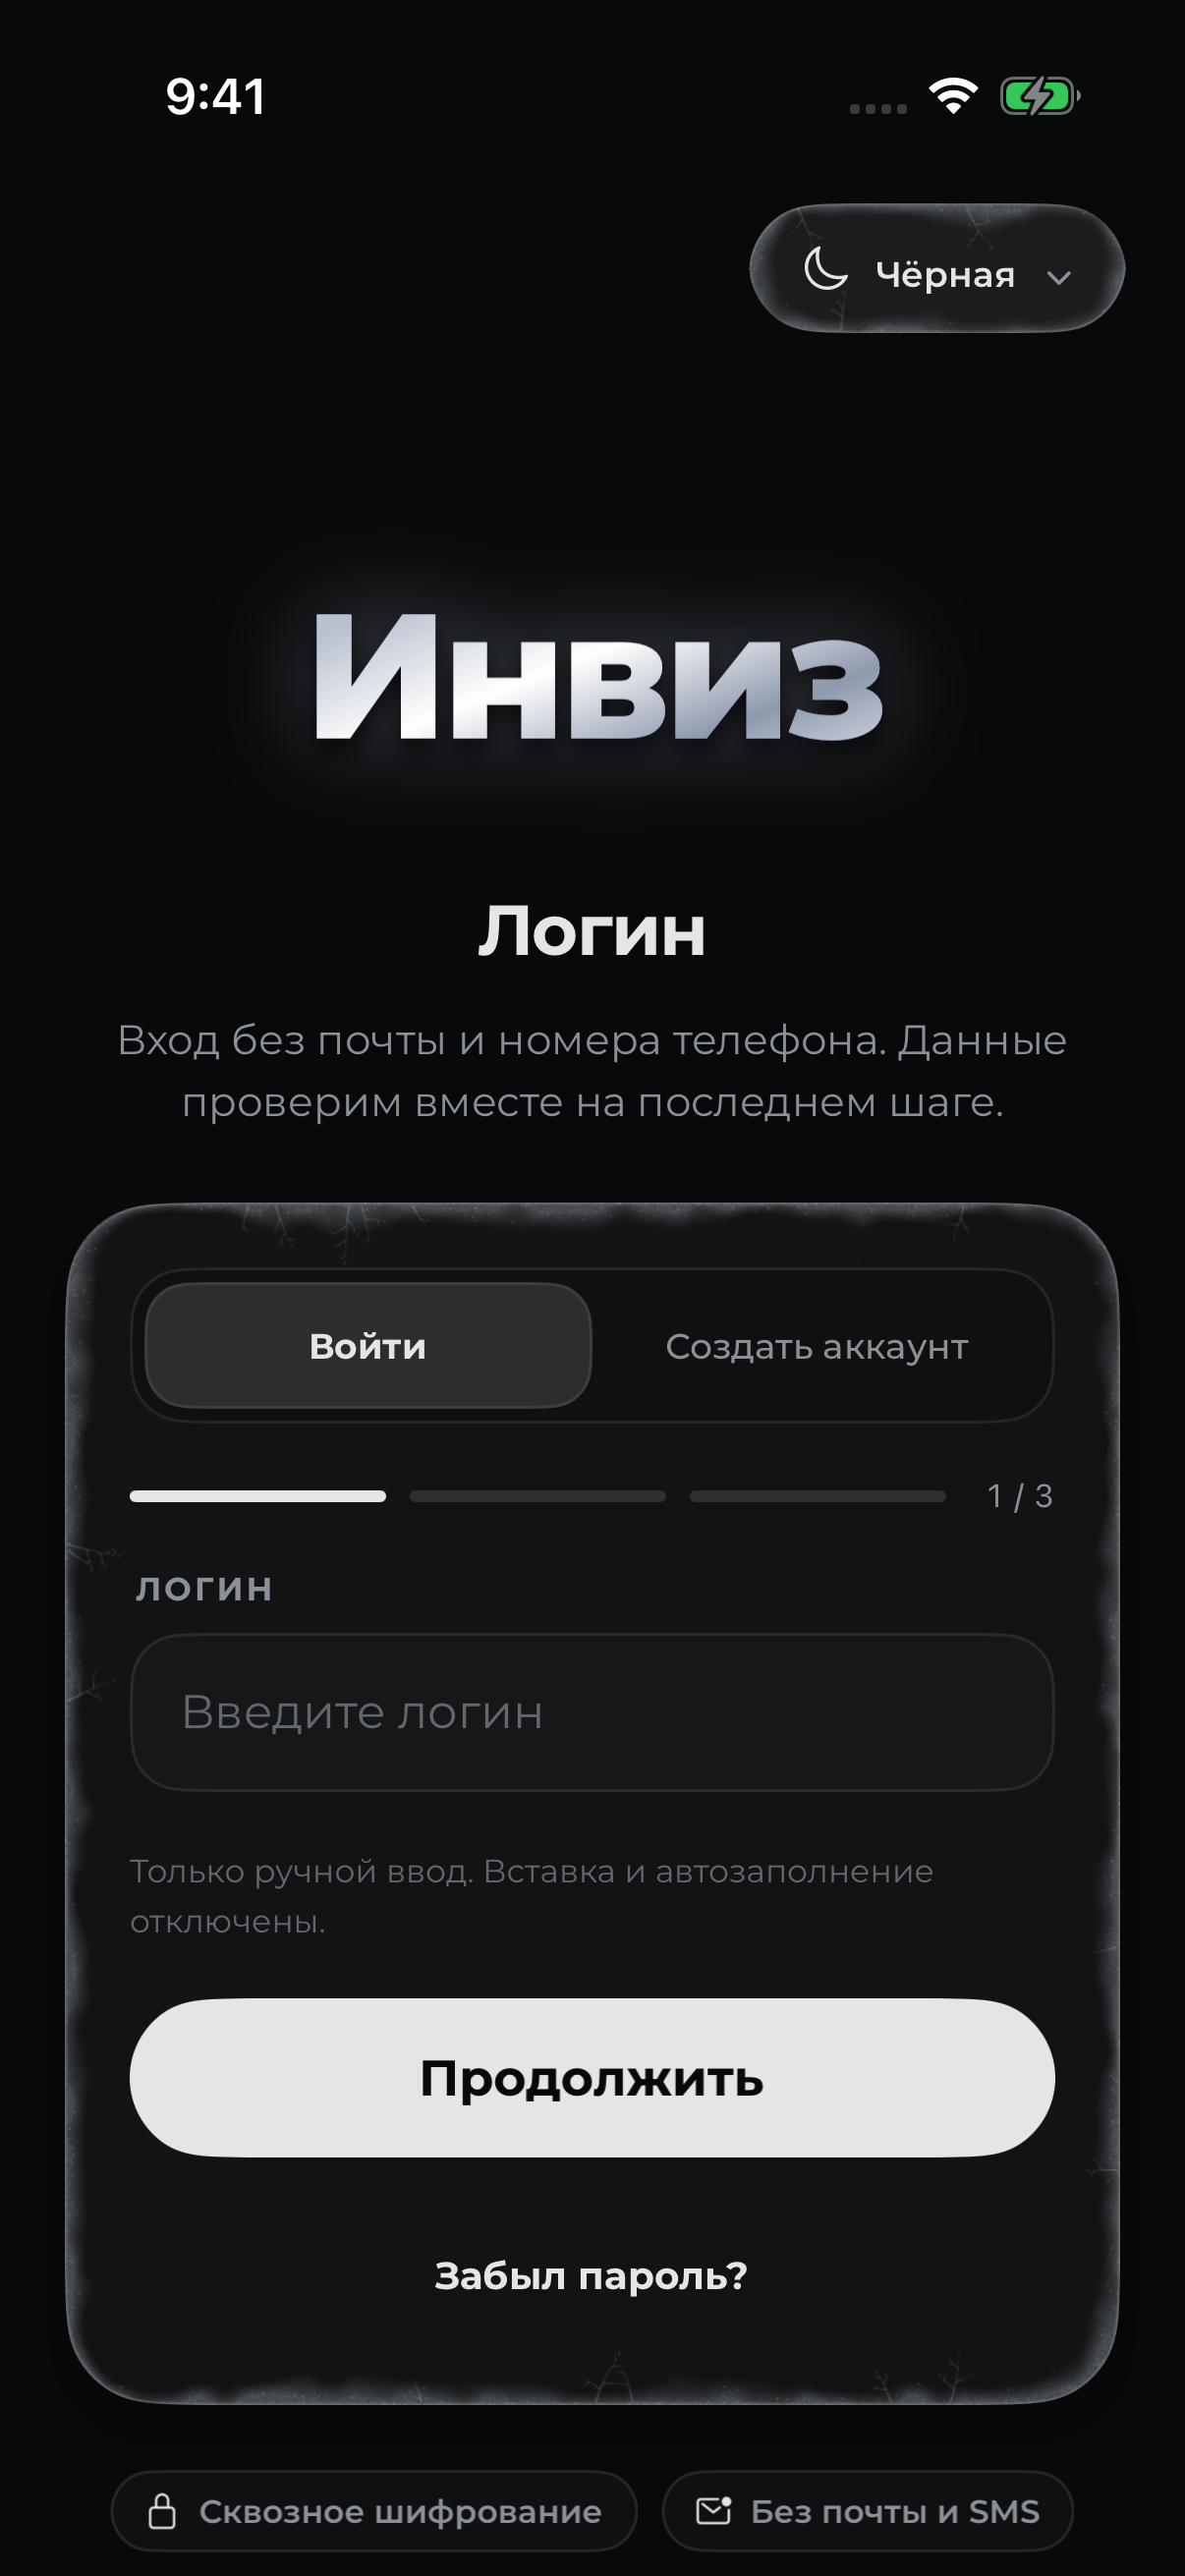 9:41
Чёрная
Инвиз
Логин
Вход без почты и номера телефона. Данные
проверим вместе на последнем шаге.
Войти
Создать аккаунт
1 / 3
ЛОГИН
Введите логин
Только ручной ввод. Вставка и автозаполнение
отключены.
Продолжить
Забыл пароль?
Сквозное шифрование
Без почты и SMS